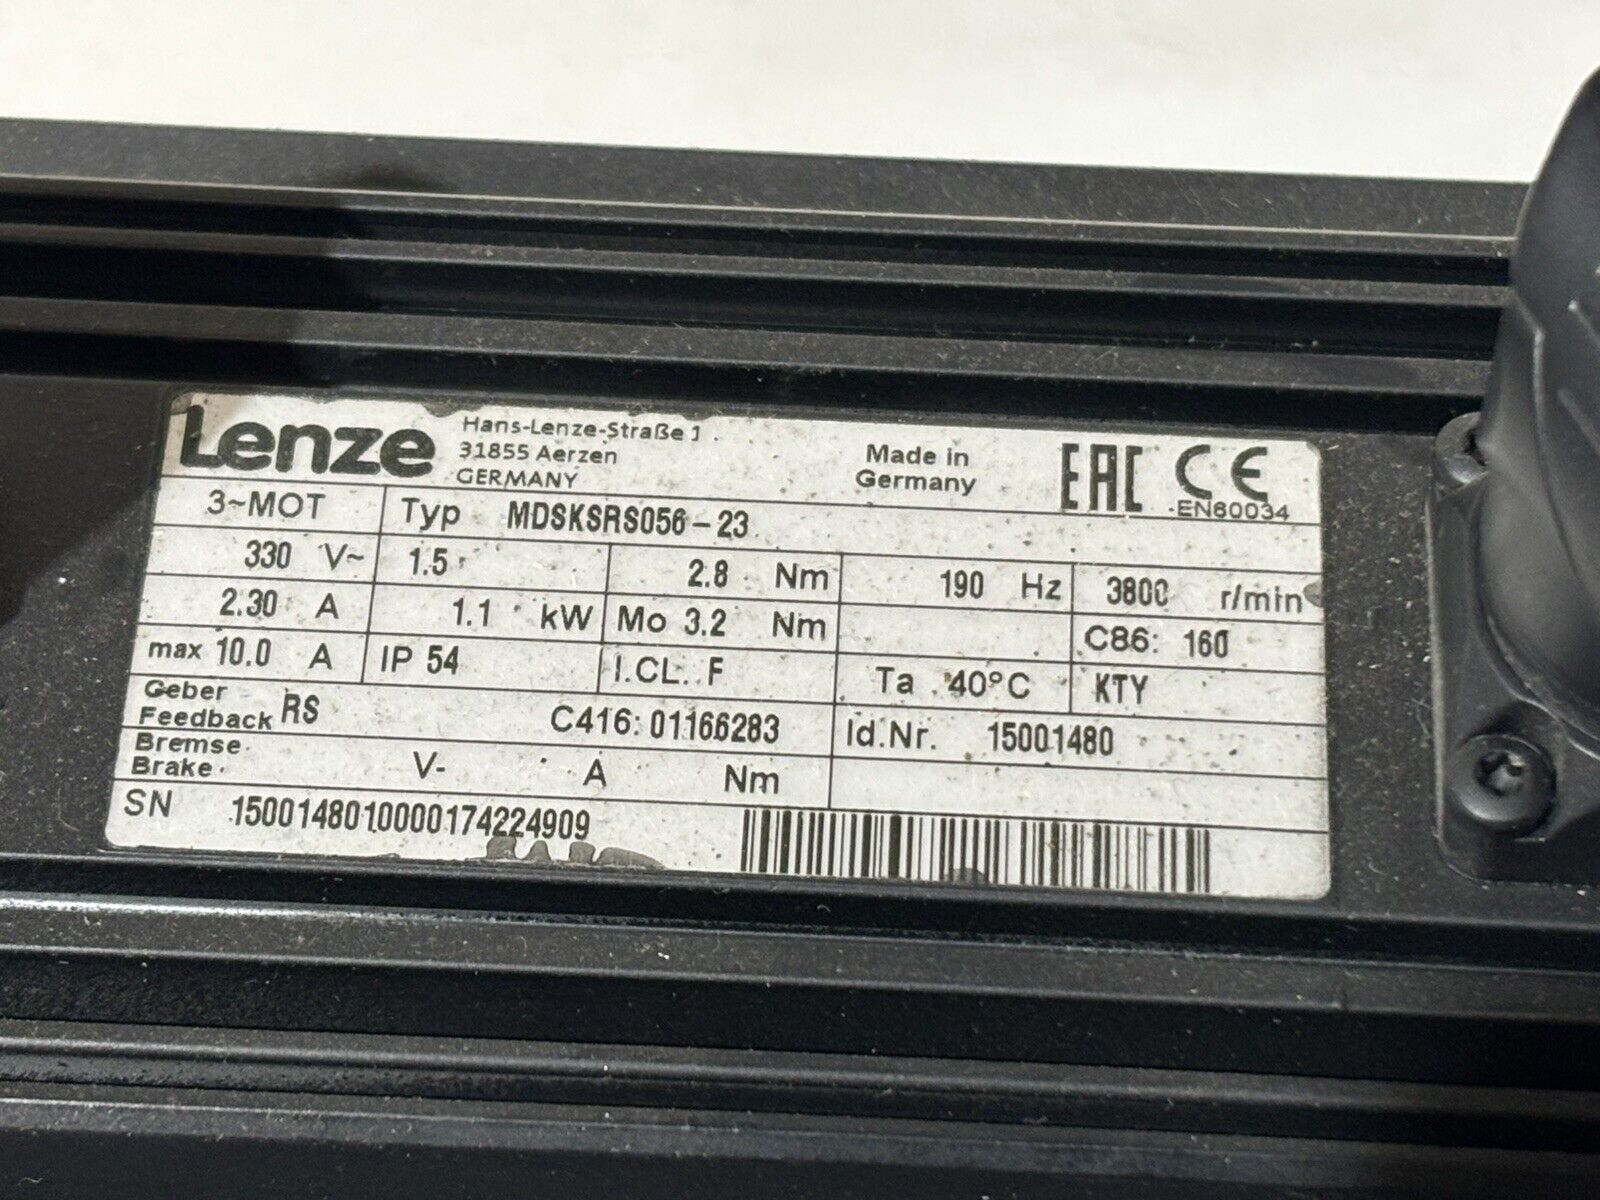 Lenze Hans-Lenze-Straße 1
31855 Aerzen
GERMANY
Made in
Germany
EAC CE
EN60034
3~MOT Typ MDSKSRS056-23
330 V~ 1.5 2.8 Nm 190 Hz 3800 r/min
2.30 A 1.1 kW Mo 3.2 Nm C86: 160
max 10.0 A IP 54 I.CL. F Ta 40°C KTY
Geber
Feedback RS C416: 01166283 Id.Nr. 15001480
Bremse
Brake V- A Nm
SN 1500148010000174224909